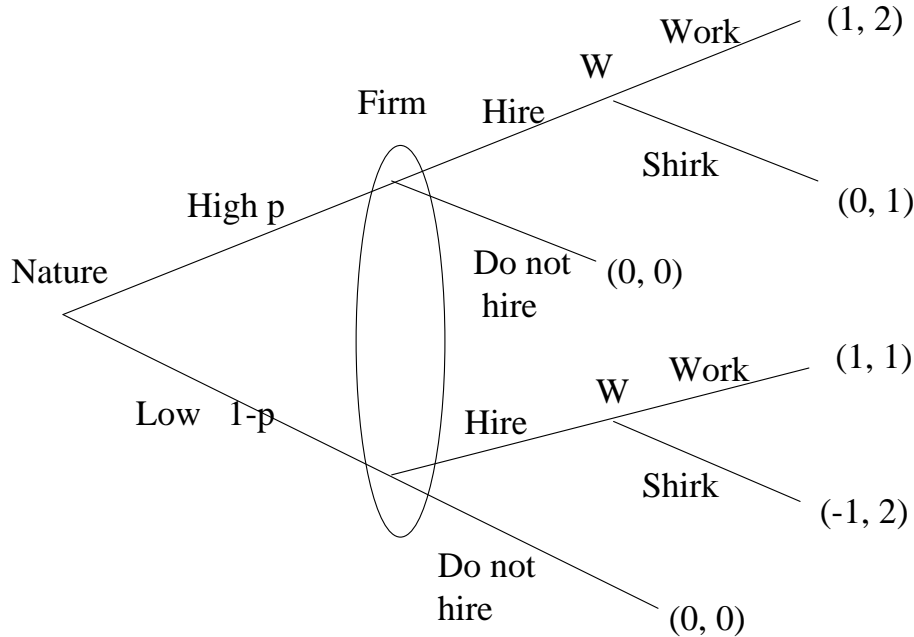 Work
(1, 2)
W
Firm
Hire
Shirk
(0, 1)
High p
Do not
hire
(0, 0)
Nature
(1, 1)
Work
W
Low 1-p
Hire
Shirk
(-1, 2)
Do not
hire
(0, 0)